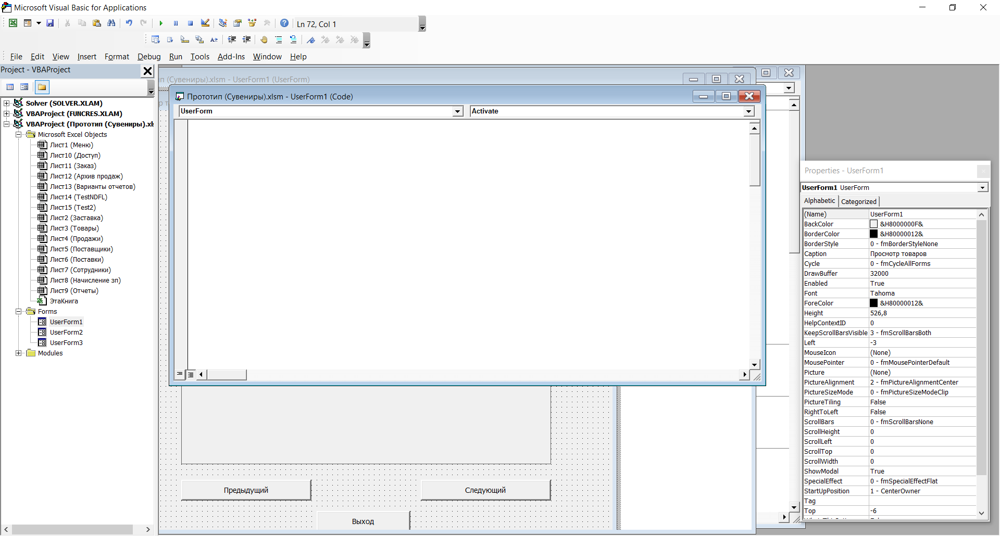 Microsoft Visual Basic for Applications
Ln 72, Col 1
File Edit View Insert Format Debug Run Tools Add-Ins Window Help
Project - VBAProject
Solver (SOLVER.XLAM)
VBAProject (FUNCRES.XLAM)
VBAProject (Прототип (Сувениры).xls
Microsoft Excel Objects
Лист1 (Меню)
Лист10 (Доступ)
Лист11 (Заказ)
Лист12 (Архив продаж)
Лист13 (Варианты отчетов)
Лист14 (TestNDFL)
Лист15 (Test2)
Лист2 (Заставка)
Лист3 (Товары)
Лист4 (Продажи)
Лист5 (Поставщики)
Лист6 (Поставки)
Лист7 (Сотрудники)
Лист8 (Начисление зп)
Лист9 (Отчеты)
ЭтаКнига
Forms
UserForm1
UserForm2
UserForm3
Modules
ип (Сувениры).xlsm - UserForm1 (UserForm)
Прототип (Сувениры).xlsm - UserForm1 (Code)
UserForm
Activate
Предыдущий
Следующий
Выход
Properties - UserForm1
UserForm1 UserForm
Alphabetic Categorized
(Name) UserForm1
BackColor &H8000000F&
BorderColor &H80000012&
BorderStyle 0 - fmBorderStyleNone
Caption Просмотр товаров
Cycle 0 - fmCycleAllForms
DrawBuffer 32000
Enabled True
Font Tahoma
ForeColor &H80000012&
Height 526,8
HelpContextID 0
KeepScrollBarsVisible 3 - fmScrollBarsBoth
Left -3
MouseIcon (None)
MousePointer 0 - fmMousePointerDefault
Picture (None)
PictureAlignment 2 - fmPictureAlignmentCenter
PictureSizeMode 0 - fmPictureSizeModeClip
PictureTiling False
RightToLeft False
ScrollBars 0 - fmScrollBarsNone
ScrollHeight 0
ScrollLeft 0
ScrollTop 0
ScrollWidth 0
ShowModal True
SpecialEffect 0 - fmSpecialEffectFlat
StartUpPosition 1 - CenterOwner
Tag
Top -6